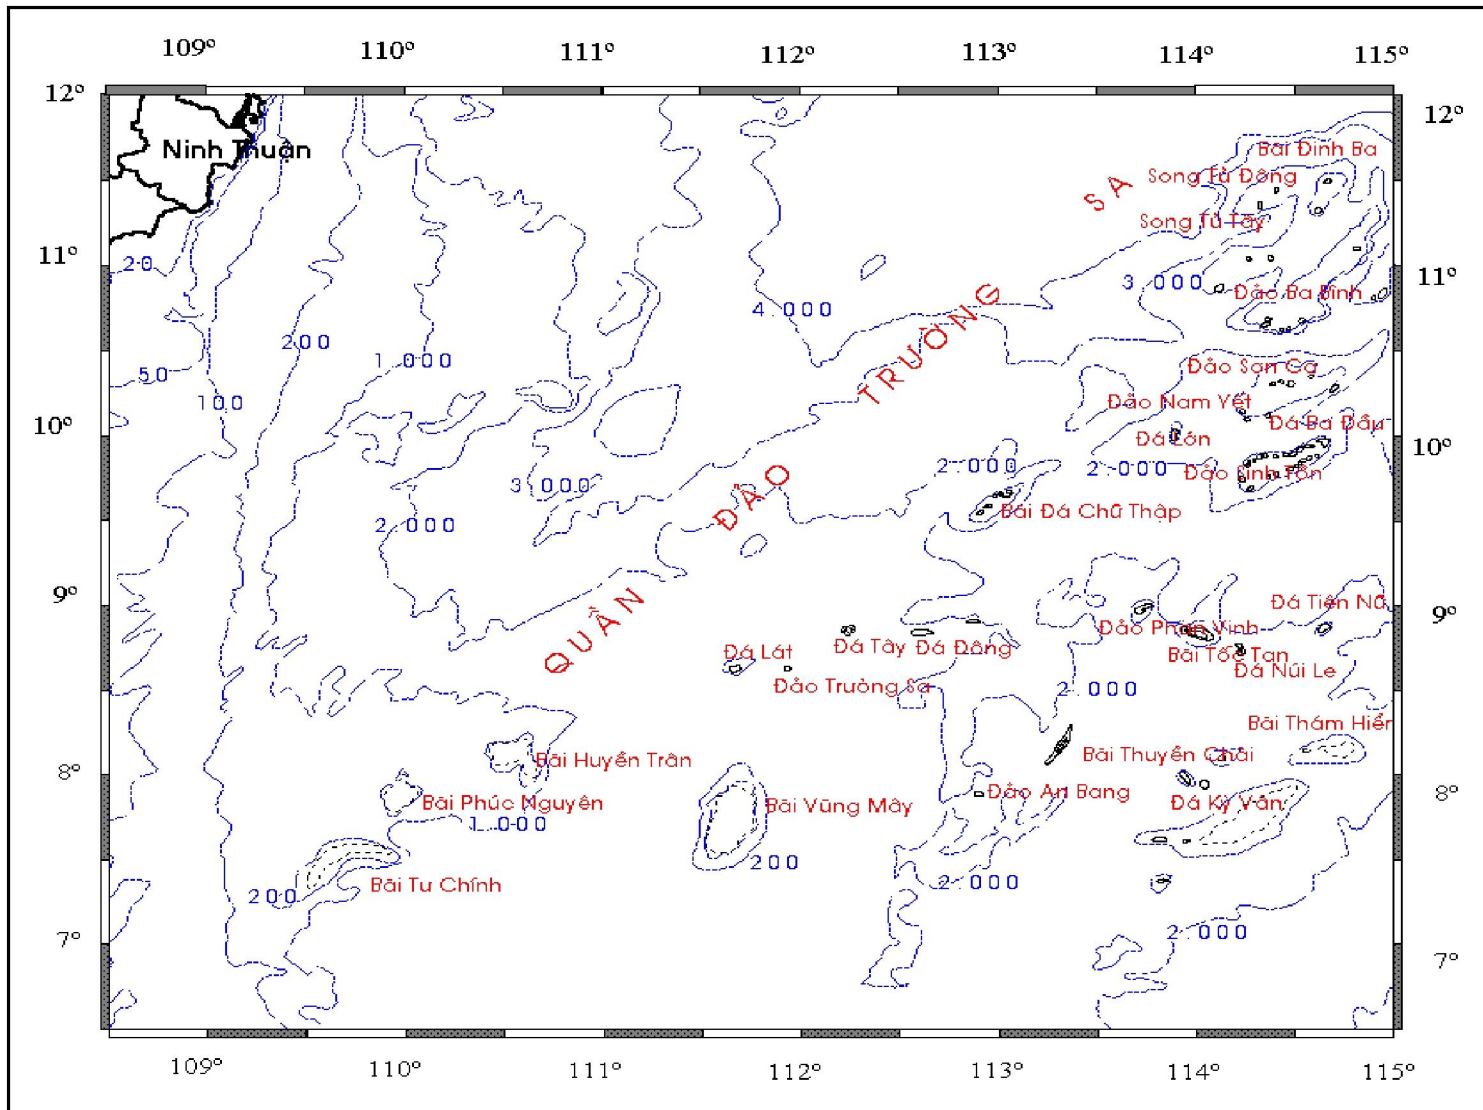 109° 110° 111° 112° 113° 114° 115°
12° 12°
Ninh Thuận
Bãi Đinh Ba
Song Tử Đông
SA
Song Tử Tây
11° 20 11°
3.000
Đảo Ba Bình
TRƯỜNG
4.000
200
1.000
Đảo Sơn Ca
50
100
Đảo Nam Yết
Đá Ba Đầu
10° 10°
Đá Lớn
2.000 2.000
Đảo Sinh Tồn
3.000
ĐẢO
Bãi Đá Chữ Thập
2.000
9° 9°
QUẦN
Đá Tiên Nữ
Đảo Phan Vinh
Đá Lát
Đá Tây Đá Đông
Bãi Tốc Tan
Đá Núi Le
Đảo Trường Sa
2.000
Bãi Thám Hiểm
Bãi Huyền Trân
Bãi Thuyền Chài
8° 8°
Đảo An Bang
Bãi Phúc Nguyên
Bãi Vũng Mây
Đá Kỳ Vân
1.000
200
Bãi Tư Chính
2.000
200
2.000
7° 7°
109° 110° 111° 112° 113° 114° 115°